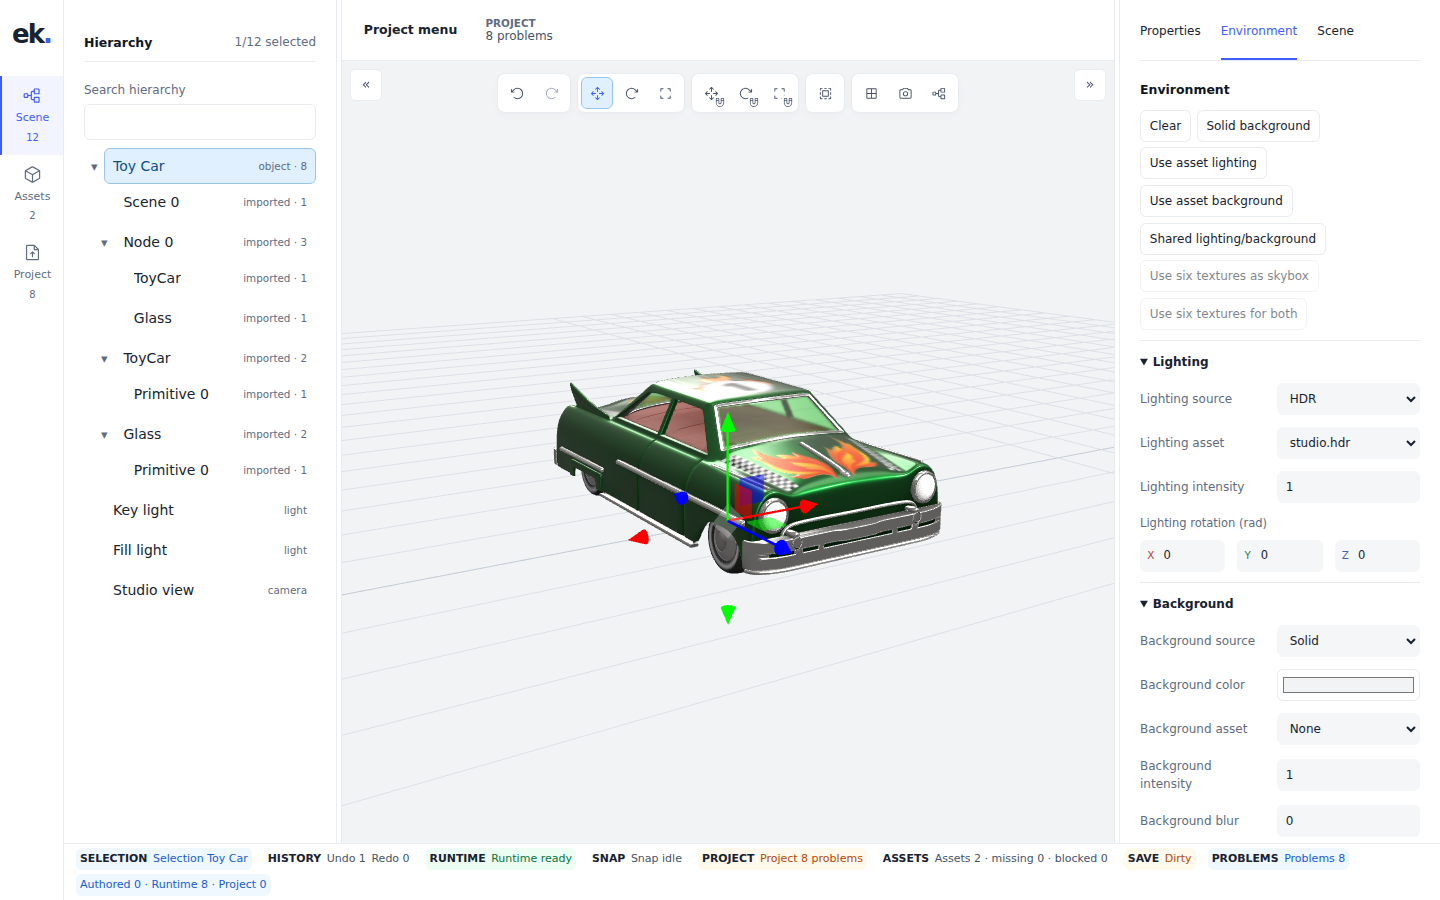 ek.
Scene
12
Assets
2
Project
8
Hierarchy
1/12 selected
Search hierarchy
Toy Car object · 8
Scene 0 imported · 1
Node 0 imported · 3
ToyCar imported · 1
Glass imported · 1
ToyCar imported · 2
Primitive 0 imported · 1
Glass imported · 2
Primitive 0 imported · 1
Key light light
Fill light light
Studio view camera
Project menu
PROJECT
8 problems
«
»
Properties Environment Scene
Environment
Clear Solid background
Use asset lighting
Use asset background
Shared lighting/background
Use six textures as skybox
Use six textures for both
Lighting
Lighting source HDR
Lighting asset studio.hdr
Lighting intensity 1
Lighting rotation (rad)
X 0 Y 0 Z 0
Background
Background source Solid
Background color
Background asset None
Background
intensity 1
Background blur 0
SELECTION Selection Toy Car HISTORY Undo 1 Redo 0 RUNTIME Runtime ready SNAP Snap idle PROJECT Project 8 problems ASSETS Assets 2 · missing 0 · blocked 0 SAVE Dirty PROBLEMS Problems 8
Authored 0 · Runtime 8 · Project 0